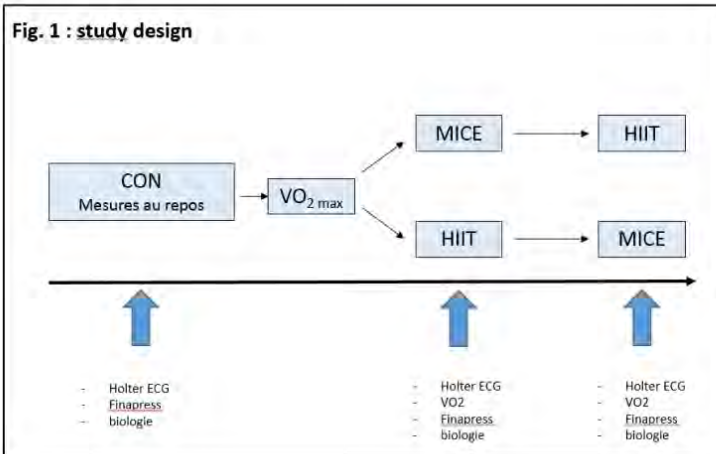 Fig. 1 : study design
MICE
HIIT
CON
Mesures au repos
VO2 max
HIIT
MICE
- Holter ECG
- Finapress
- biologie
- Holter ECG
- VO2
- Finapress
- biologie
- Holter ECG
- VO2
- Finapress
- biologie